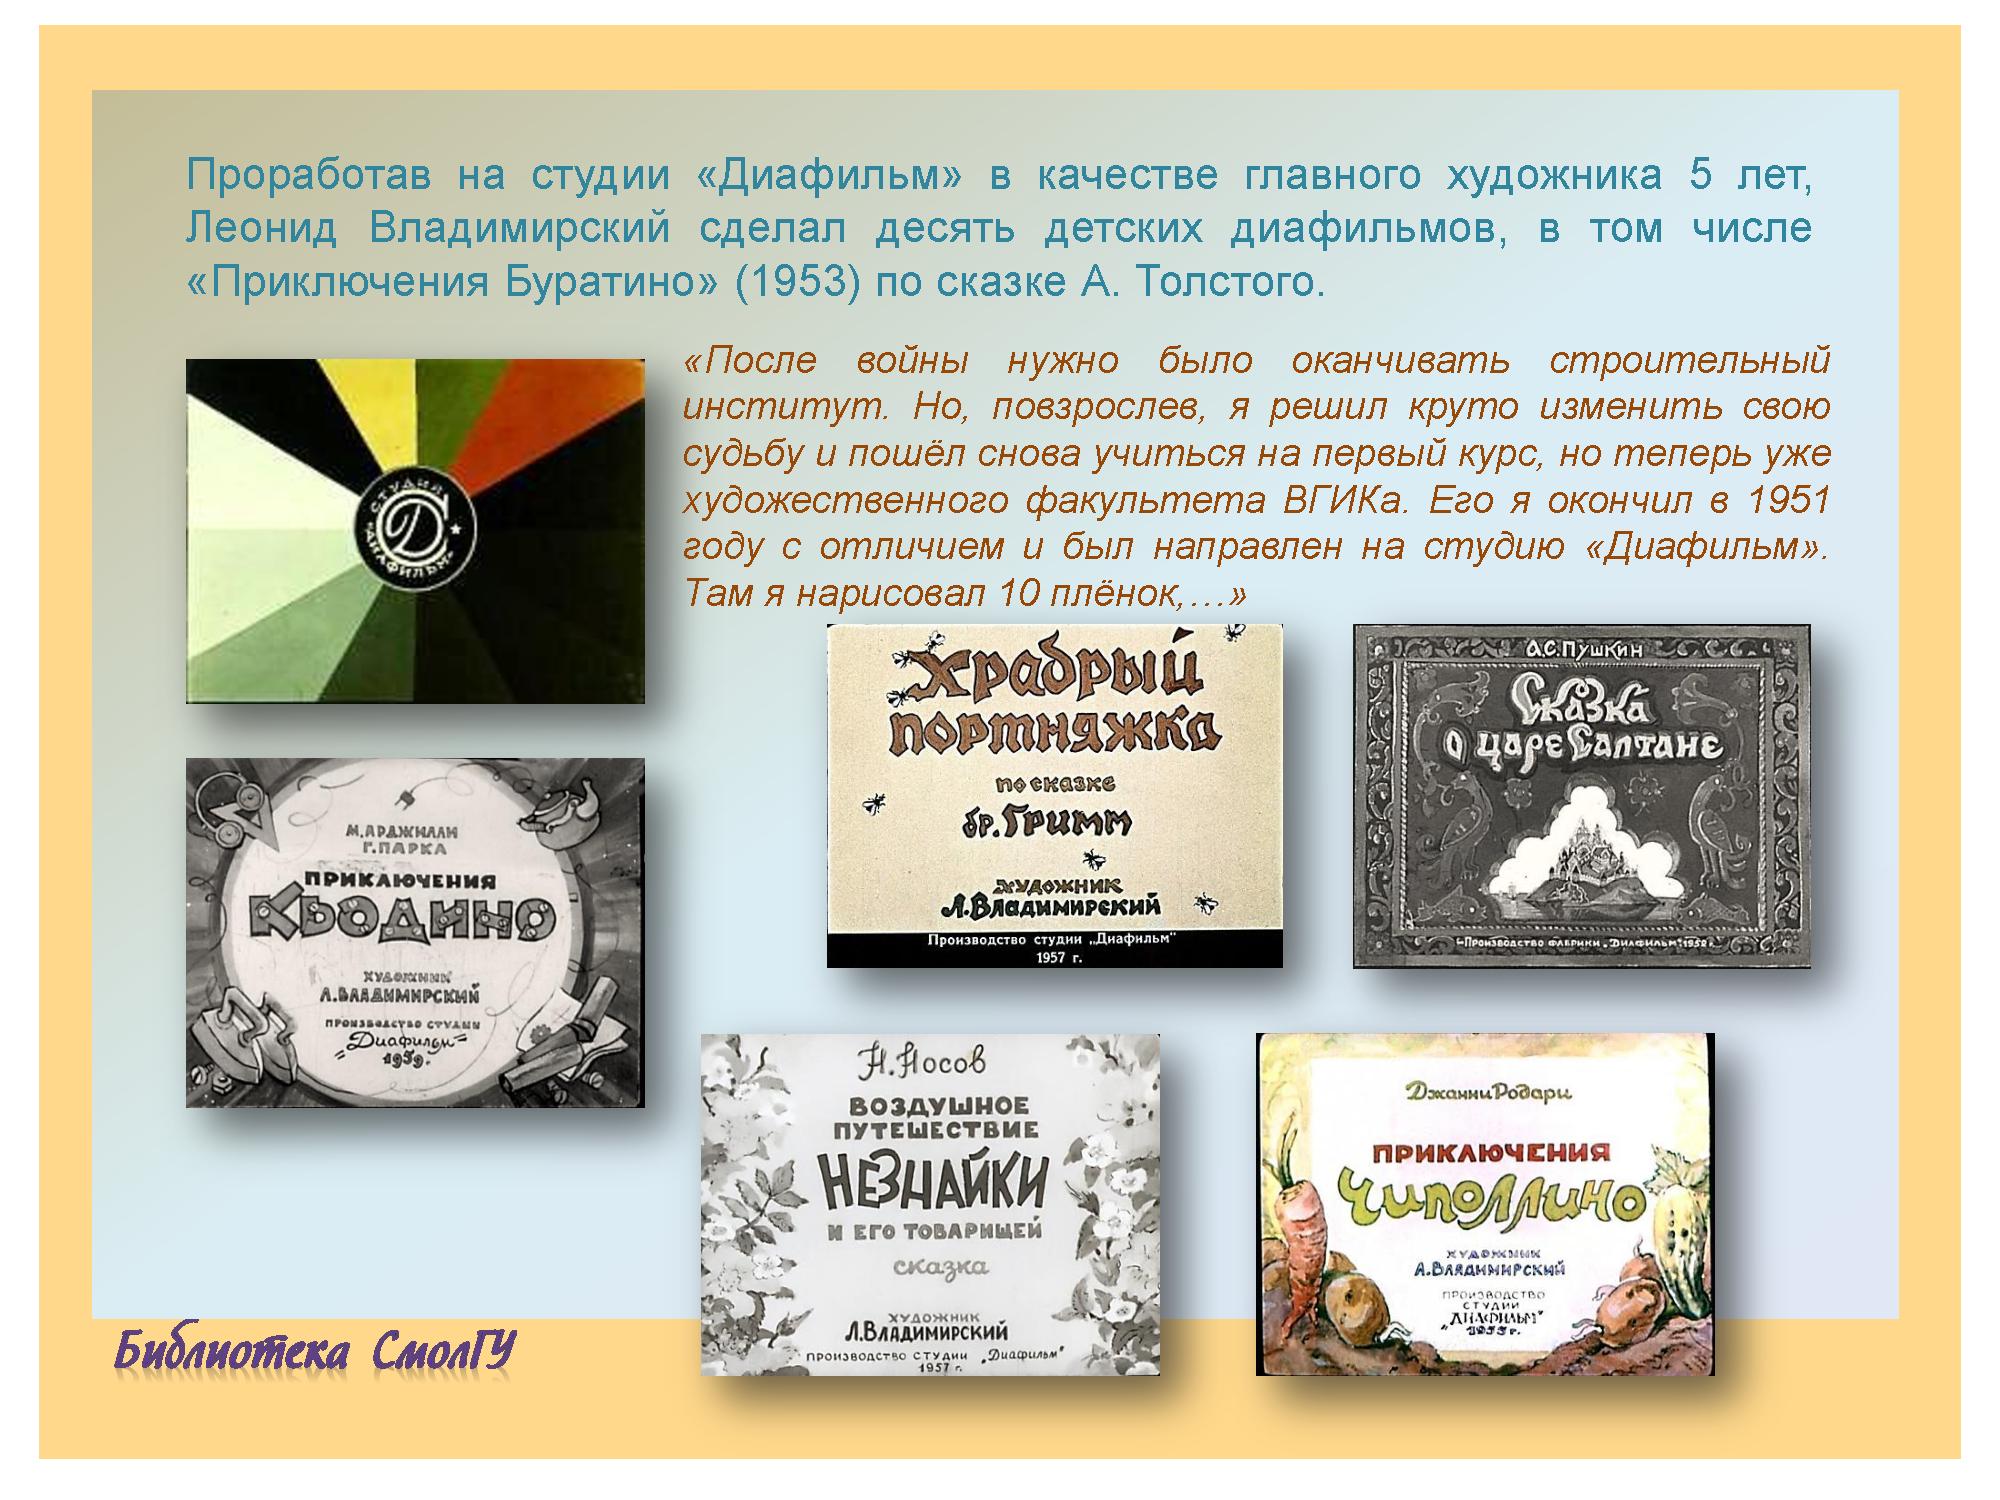 Проработав на студии «Диафильм» в качестве главного художника 5 лет,
Леонид Владимирский сделал десять детских диафильмов, в том числе
«Приключения Буратино» (1953) по сказке А. Толстого.
«После войны нужно было оканчивать строительный
институт. Но, повзрослев, я решил круто изменить свою
судьбу и пошёл снова учиться на первый курс, но теперь уже
художественного факультета ВГИКа. Его я окончил в 1951
году с отличием и был направлен на студию «Диафильм».
Там я нарисовал 10 плёнок,…»
СТУДИЯ
"ДИАФИЛЬМ"
Храбрый
портняжка
по сказке
бр. Гримм
художник
Л. Владимирский
Производство студии „Диафильм"
1957 г.
А.С. Пушкин
Сказка
о царе Салтане
Производство фабрики „Диафильм" 1952 г.
М. АРДЖИЛЛИ
Г. ПАРКА
ПРИКЛЮЧЕНИЯ
КЬОДИНО
ХУДОЖНИК
Л. ВЛАДИМИРСКИЙ
ПРОИЗВОДСТВО СТУДИИ
"Диафильм"
1959 г.
Н. Носов
ВОЗДУШНОЕ
ПУТЕШЕСТВИЕ
НЕЗНАЙКИ
И ЕГО ТОВАРИЩЕЙ
сказка
ХУДОЖНИК
Л. ВЛАДИМИРСКИЙ
ПРОИЗВОДСТВО СТУДИИ „Диафильм"
1957 г.
Джанни Родари
ПРИКЛЮЧЕНИЯ
Чиполлино
ХУДОЖНИК
Л. ВЛАДИМИРСКИЙ
ПРОИЗВОДСТВО
СТУДИИ
„ДИАФИЛЬМ"
Библиотека СмолГУ